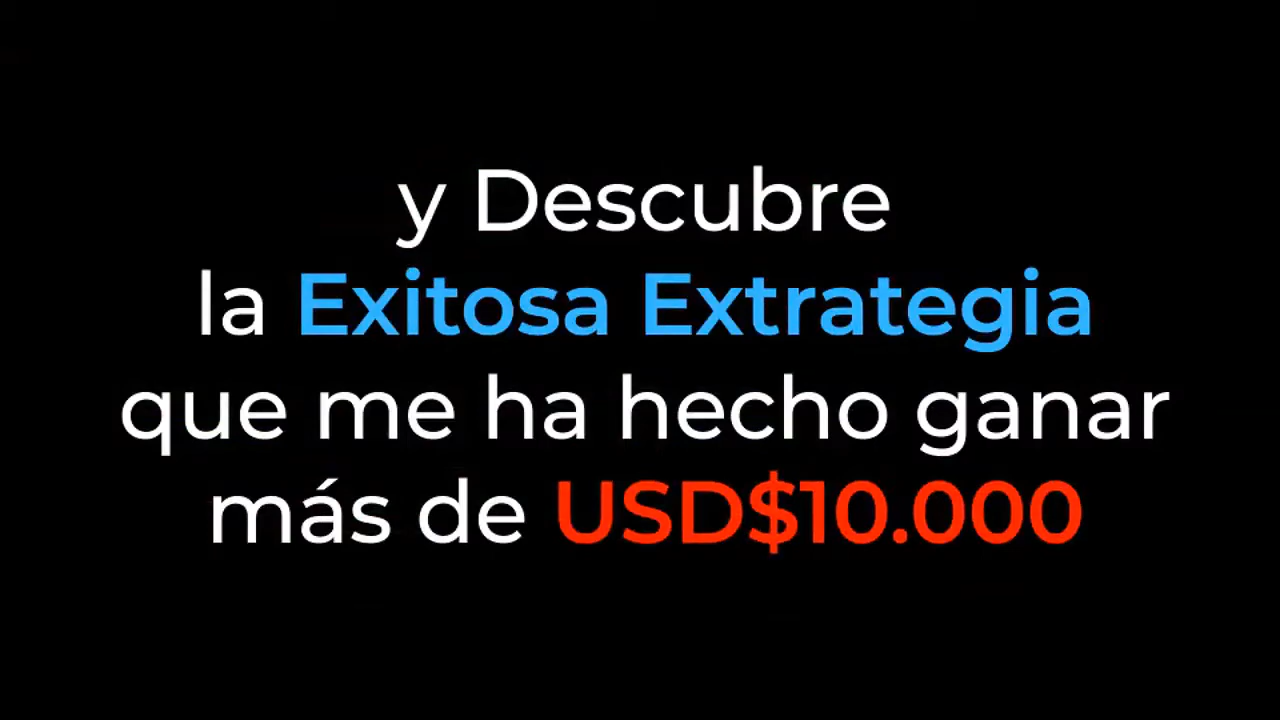 y Descubre
la Exitosa Extrategia
que me ha hecho ganar
más de USD$10.000